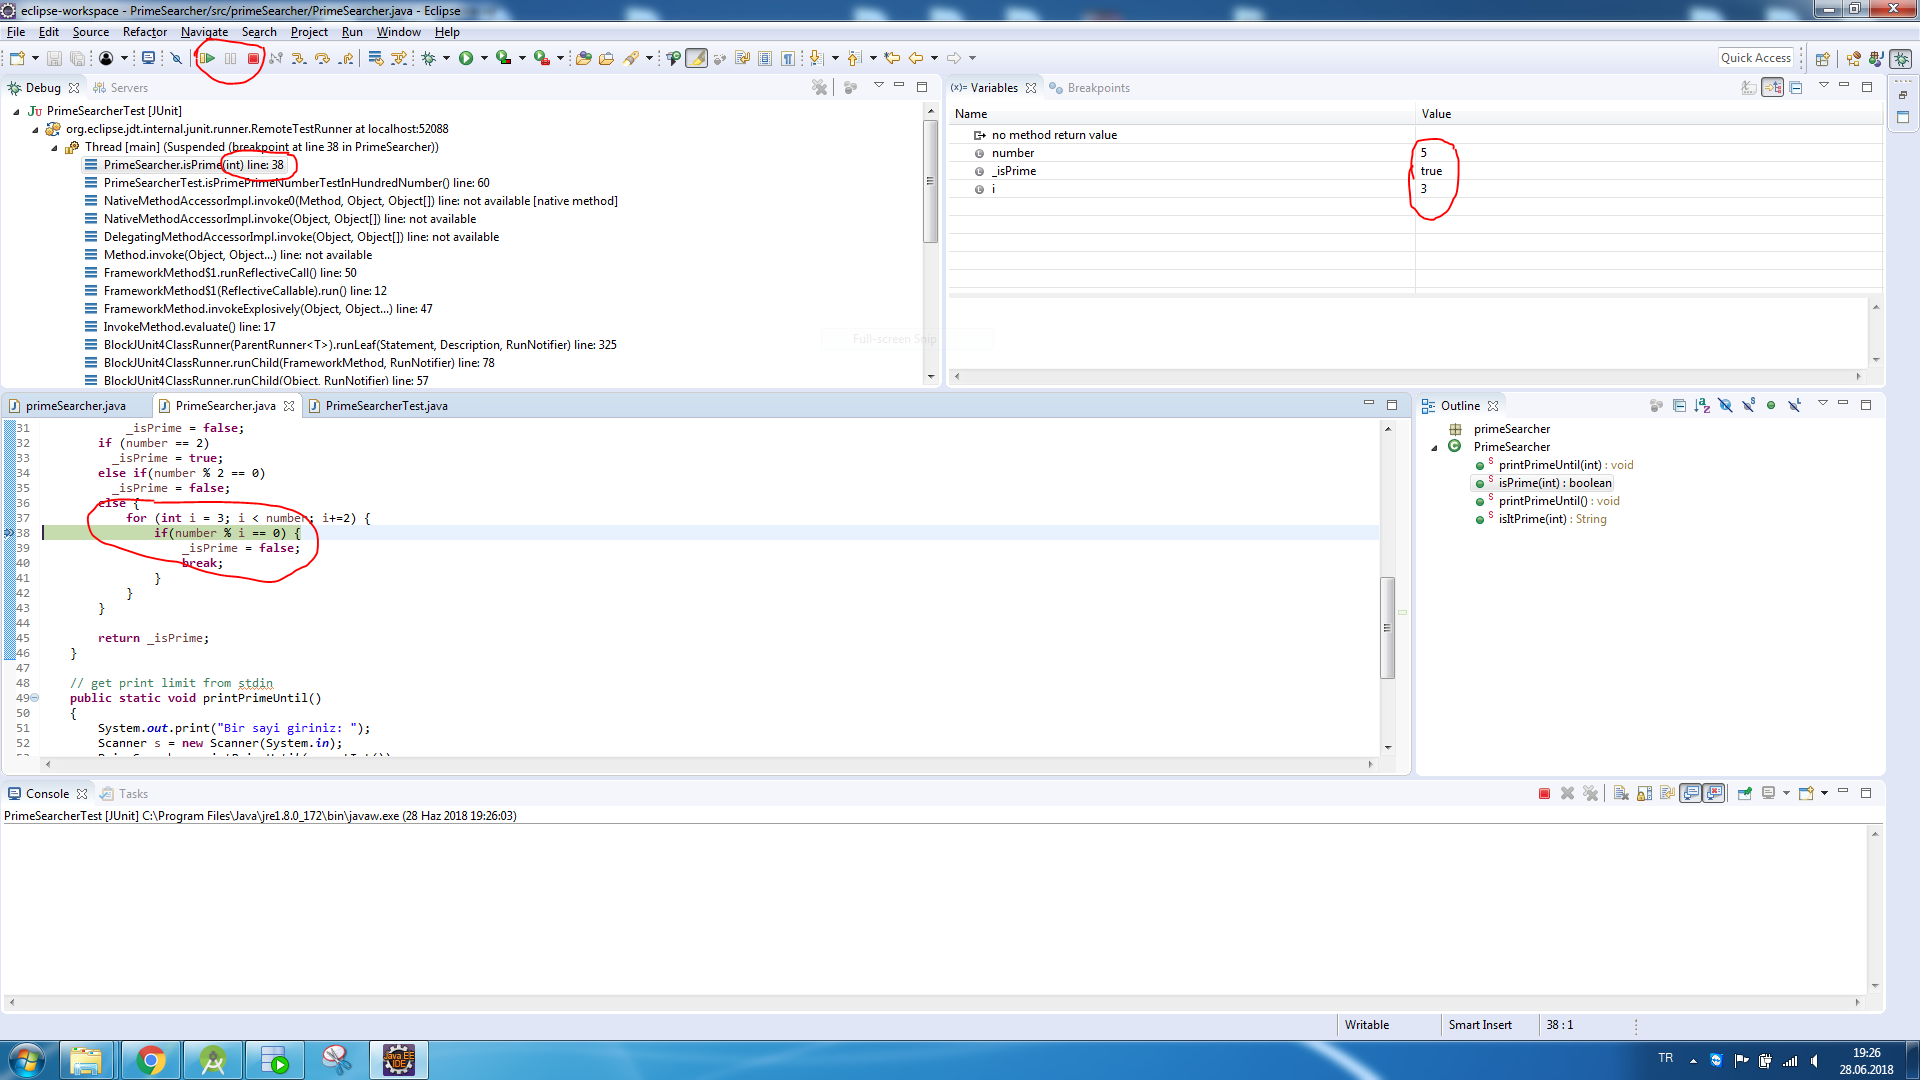 eclipse-workspace - PrimeSearcher/src/primeSearcher/PrimeSearcher.java - Eclipse
File Edit Source Refactor Navigate Search Project Run Window Help
Quick Access
Debug Servers
PrimeSearcherTest [JUnit]
org.eclipse.jdt.internal.junit.runner.RemoteTestRunner at localhost:52088
Thread [main] (Suspended (breakpoint at line 38 in PrimeSearcher))
PrimeSearcher.isPrime(int) line: 38
PrimeSearcherTest.isPrimePrimeNumberTestInHundredNumber() line: 60
NativeMethodAccessorImpl.invoke0(Method, Object, Object[]) line: not available [native method]
NativeMethodAccessorImpl.invoke(Object, Object[]) line: not available
DelegatingMethodAccessorImpl.invoke(Object, Object[]) line: not available
Method.invoke(Object, Object...) line: not available
FrameworkMethod$1.runReflectiveCall() line: 50
FrameworkMethod$1(ReflectiveCallable).run() line: 12
FrameworkMethod.invokeExplosively(Object, Object...) line: 47
InvokeMethod.evaluate() line: 17
BlockJUnit4ClassRunner(ParentRunner<T>).runLeaf(Statement, Description, RunNotifier) line: 325
BlockJUnit4ClassRunner.runChild(FrameworkMethod, RunNotifier) line: 78
BlockJUnit4ClassRunner.runChild(Object, RunNotifier) line: 57
(x)= Variables Breakpoints
Name Value
no method return value
number 5
_isPrime true
i 3
Full-screen Snip
primeSearcher.java PrimeSearcher.java PrimeSearcherTest.java
31 _isPrime = false;
32 if (number == 2)
33 _isPrime = true;
34 else if(number % 2 == 0)
35 _isPrime = false;
36 else {
37 for (int i = 3; i < number; i+=2) {
38 if(number % i == 0) {
39 _isPrime = false;
40 break;
41 }
42 }
43 }
44
45 return _isPrime;
46 }
47
48 // get print limit from stdin
49 public static void printPrimeUntil()
50 {
51 System.out.print("Bir sayi giriniz: ");
52 Scanner s = new Scanner(System.in);
Outline
primeSearcher
PrimeSearcher
printPrimeUntil(int) : void
isPrime(int) : boolean
printPrimeUntil() : void
isItPrime(int) : String
Console Tasks
PrimeSearcherTest [JUnit] C:\Program Files\Java\jre1.8.0_172\bin\javaw.exe (28 Haz 2018 19:26:03)
Writable Smart Insert 38 : 1
Java EE
IDE
TR
19:26
28.06.2018